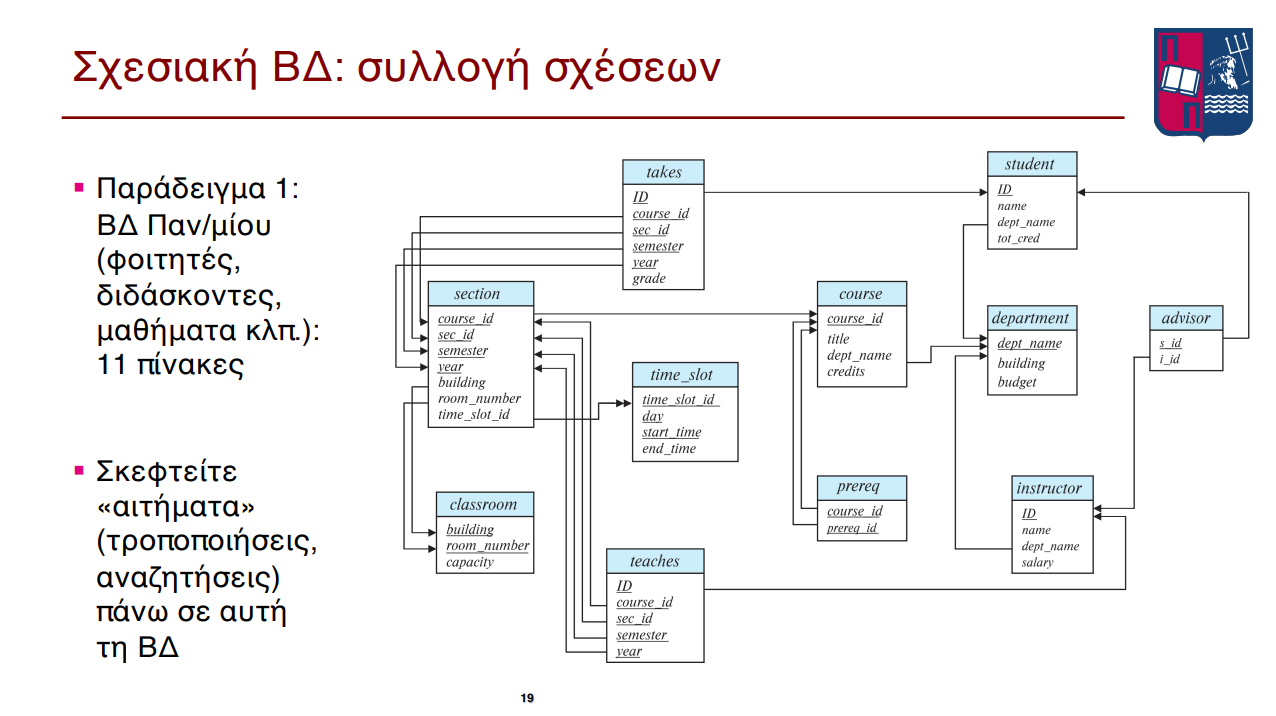 Σχεσιακή ΒΔ: συλλογή σχέσεων
Παράδειγμα 1:
ΒΔ Παν/μίου
(φοιτητές,
διδάσκοντες,
μαθήματα κλπ.):
11 πίνακες
Σκεφτείτε
«αιτήματα»
(τροποποιήσεις,
αναζητήσεις)
πάνω σε αυτή
τη ΒΔ
takes
ID
course_id
sec_id
semester
year
grade
student
ID
name
dept_name
tot_cred
section
course_id
sec_id
semester
year
building
room_number
time_slot_id
course
course_id
title
dept_name
credits
department
dept_name
building
budget
advisor
s_id
i_id
time_slot
time_slot_id
day
start_time
end_time
classroom
building
room_number
capacity
prereq
course_id
prereq_id
instructor
ID
name
dept_name
salary
teaches
ID
course_id
sec_id
semester
year
19